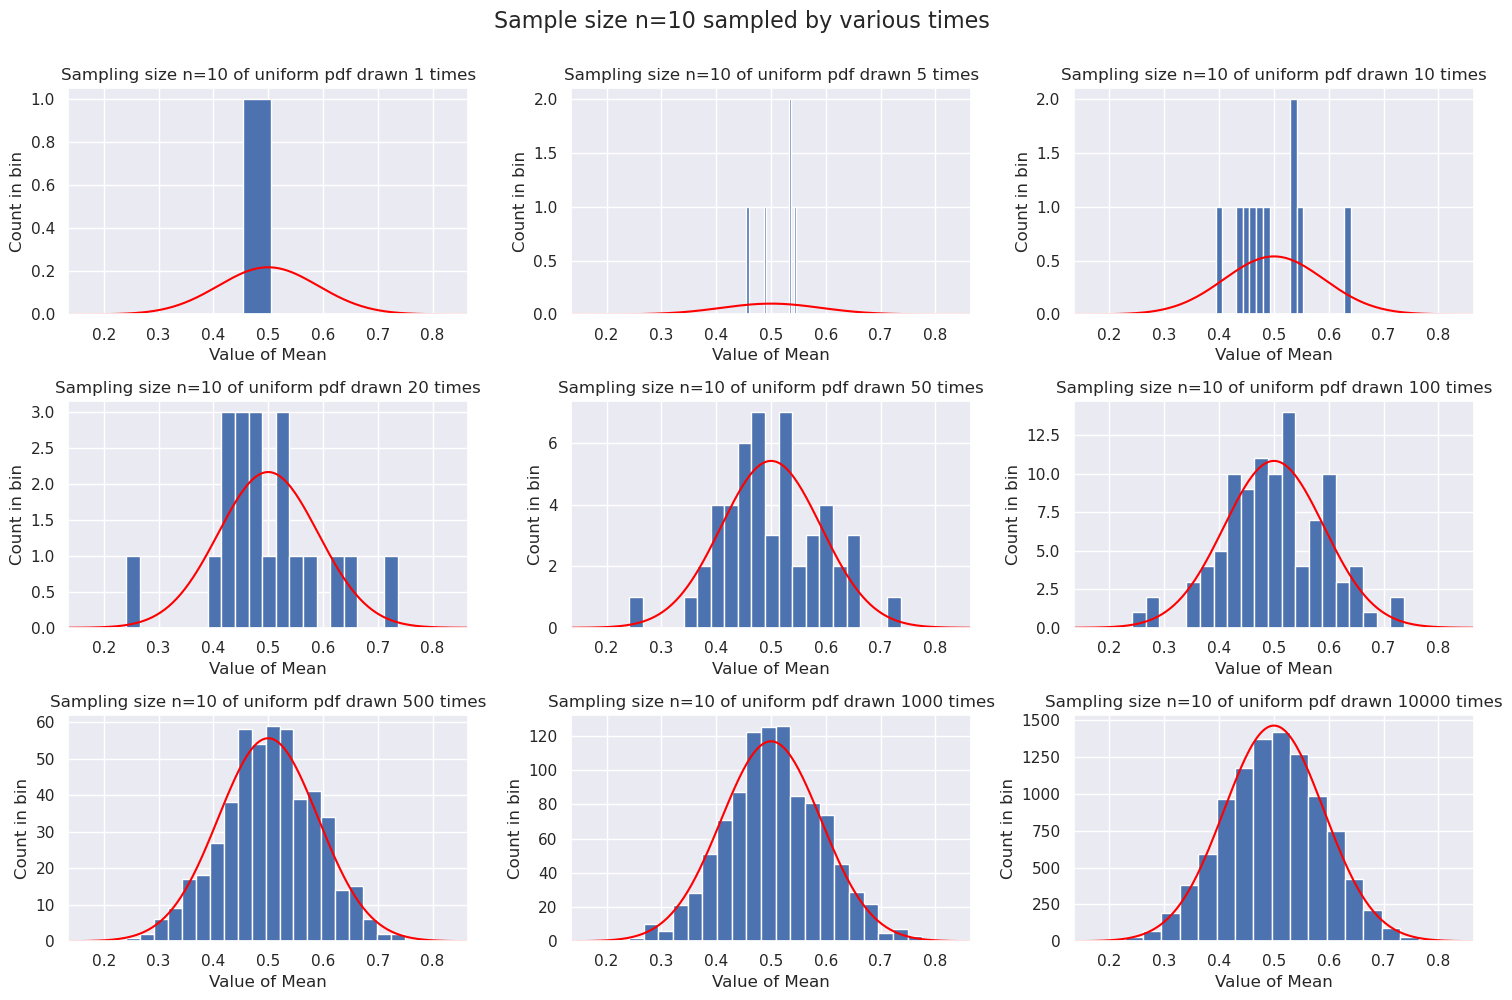 Sample size n=10 sampled by various times
Sampling size n=10 of uniform pdf drawn 1 times
1.0
0.8
0.6
0.4
0.2
0.0
Count in bin
0.2 0.3 0.4 0.5 0.6 0.7 0.8
Value of Mean
Sampling size n=10 of uniform pdf drawn 5 times
2.0
1.5
1.0
0.5
0.0
Count in bin
0.2 0.3 0.4 0.5 0.6 0.7 0.8
Value of Mean
Sampling size n=10 of uniform pdf drawn 10 times
2.0
1.5
1.0
0.5
0.0
Count in bin
0.2 0.3 0.4 0.5 0.6 0.7 0.8
Value of Mean
Sampling size n=10 of uniform pdf drawn 20 times
3.0
2.5
2.0
1.5
1.0
0.5
0.0
Count in bin
0.2 0.3 0.4 0.5 0.6 0.7 0.8
Value of Mean
Sampling size n=10 of uniform pdf drawn 50 times
6
4
2
0
Count in bin
0.2 0.3 0.4 0.5 0.6 0.7 0.8
Value of Mean
Sampling size n=10 of uniform pdf drawn 100 times
12.5
10.0
7.5
5.0
2.5
0.0
Count in bin
0.2 0.3 0.4 0.5 0.6 0.7 0.8
Value of Mean
Sampling size n=10 of uniform pdf drawn 500 times
60
50
40
30
20
10
0
Count in bin
0.2 0.3 0.4 0.5 0.6 0.7 0.8
Value of Mean
Sampling size n=10 of uniform pdf drawn 1000 times
120
100
80
60
40
20
0
Count in bin
0.2 0.3 0.4 0.5 0.6 0.7 0.8
Value of Mean
Sampling size n=10 of uniform pdf drawn 10000 times
1500
1250
1000
750
500
250
0
Count in bin
0.2 0.3 0.4 0.5 0.6 0.7 0.8
Value of Mean